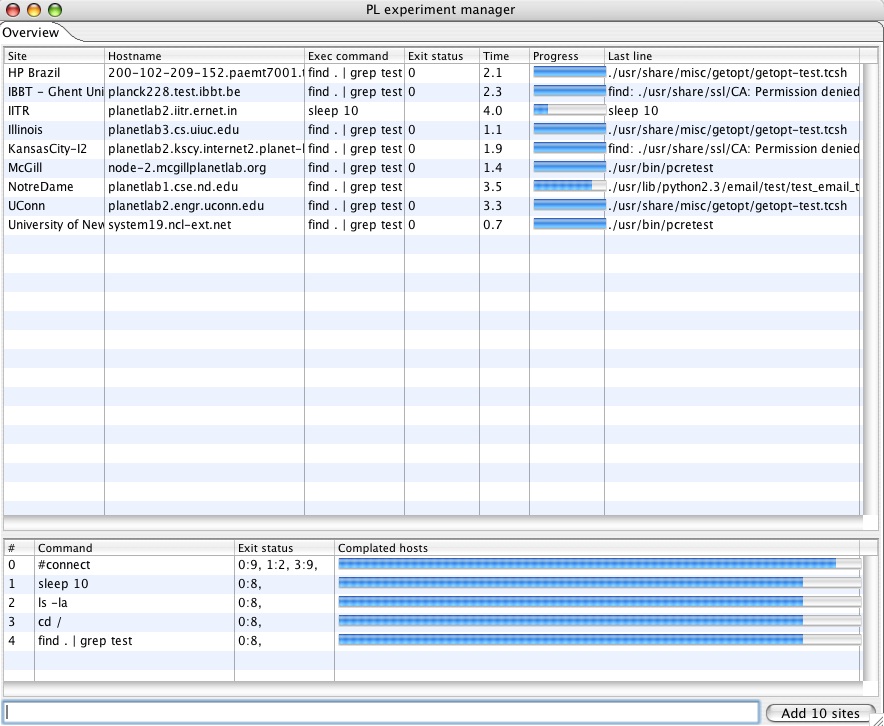 PL experiment manager
Overview
Site Hostname Exec command Exit status Time Progress Last line
HP Brazil 200-102-209-152.paemt7001.t find . | grep test 0 2.1 ./usr/share/misc/getopt/getopt-test.tcsh
IBBT - Ghent Uni planck228.test.ibbt.be find . | grep test 0 2.3 find: ./usr/share/ssl/CA: Permission denied
IITR planetlab2.iitr.ernet.in sleep 10 4.0 sleep 10
Illinois planetlab3.cs.uiuc.edu find . | grep test 0 1.1 ./usr/share/misc/getopt/getopt-test.tcsh
KansasCity-I2 planetlab2.kscy.internet2.planet-l find . | grep test 0 1.9 find: ./usr/share/ssl/CA: Permission denied
McGill node-2.mcgillplanetlab.org find . | grep test 0 1.4 ./usr/bin/pcretest
NotreDame planetlab1.cse.nd.edu find . | grep test 3.5 ./usr/lib/python2.3/email/test/test_email_t
UConn planetlab2.engr.uconn.edu find . | grep test 0 3.3 ./usr/share/misc/getopt/getopt-test.tcsh
University of New system19.ncl-ext.net find . | grep test 0 0.7 ./usr/bin/pcretest
# Command Exit status Complated hosts
0 #connect 0:9, 1:2, 3:9,
1 sleep 10 0:8,
2 ls -la 0:8,
3 cd / 0:8,
4 find . | grep test 0:8,
Add 10 sites